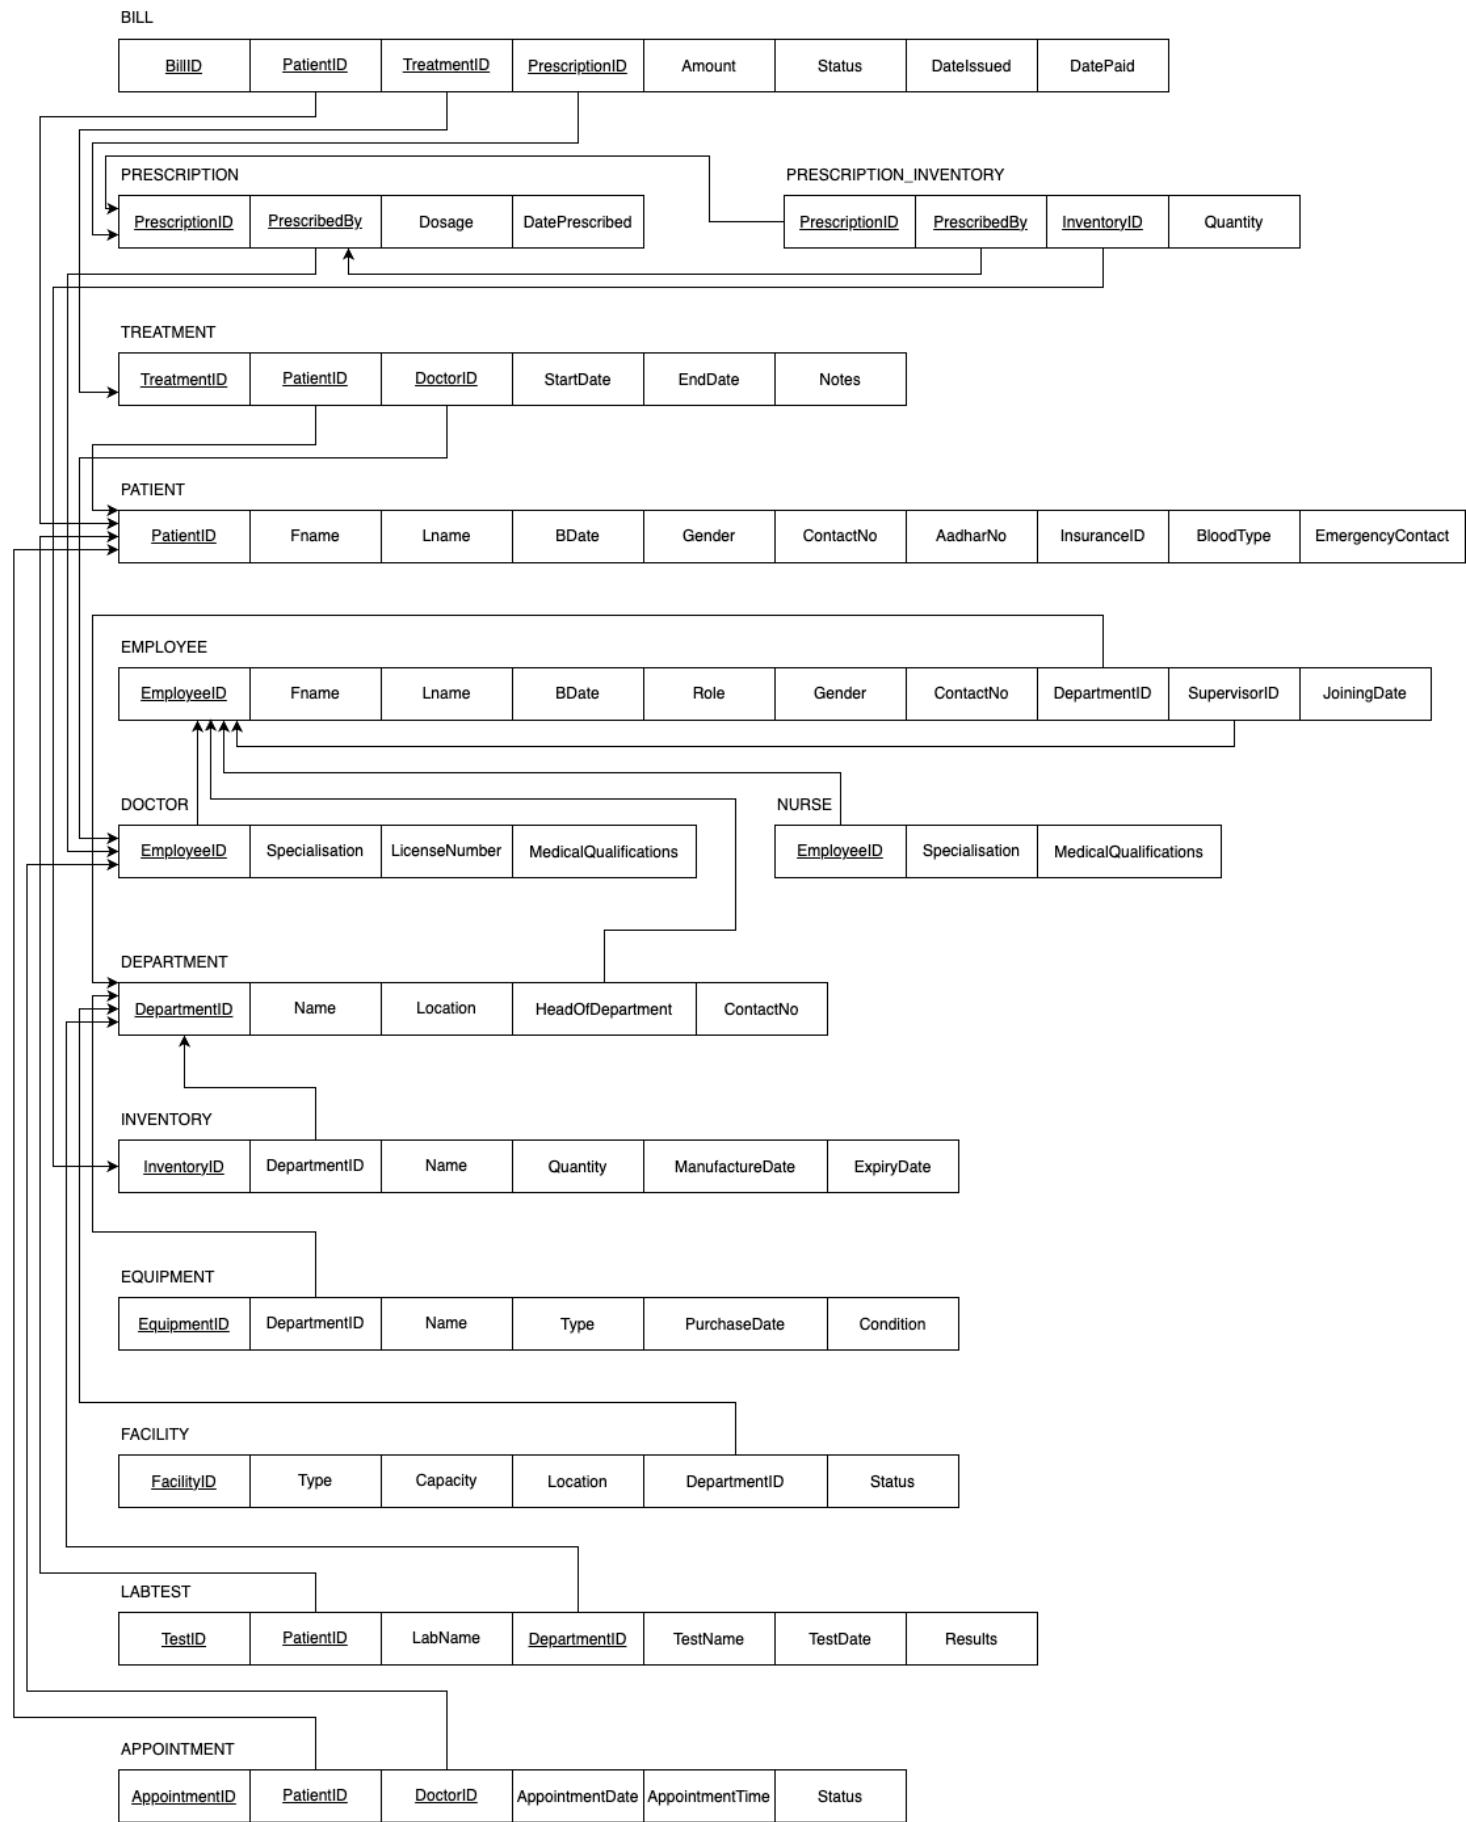 BILL
BillID PatientID TreatmentID PrescriptionID Amount Status DateIssued DatePaid
PRESCRIPTION PRESCRIPTION_INVENTORY
PrescriptionID PrescribedBy Dosage DatePrescribed PrescriptionID PrescribedBy InventoryID Quantity
TREATMENT
TreatmentID PatientID DoctorID StartDate EndDate Notes
PATIENT
PatientID Fname Lname BDate Gender ContactNo AadharNo InsuranceID BloodType EmergencyContact
EMPLOYEE
EmployeeID Fname Lname BDate Role Gender ContactNo DepartmentID SupervisorID JoiningDate
DOCTOR NURSE
EmployeeID Specialisation LicenseNumber MedicalQualifications EmployeeID Specialisation MedicalQualifications
DEPARTMENT
DepartmentID Name Location HeadOfDepartment ContactNo
INVENTORY
InventoryID DepartmentID Name Quantity ManufactureDate ExpiryDate
EQUIPMENT
EquipmentID DepartmentID Name Type PurchaseDate Condition
FACILITY
FacilityID Type Capacity Location DepartmentID Status
LABTEST
TestID PatientID LabName DepartmentID TestName TestDate Results
APPOINTMENT
AppointmentID PatientID DoctorID AppointmentDate AppointmentTime Status